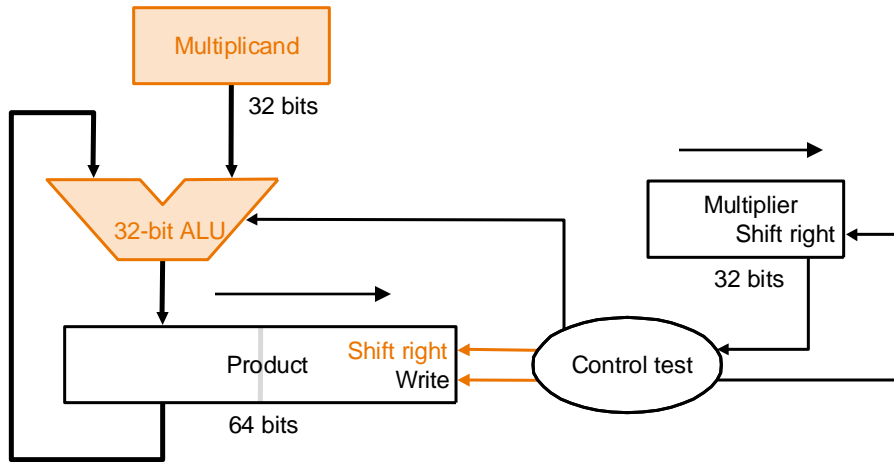 Multiplicand
32 bits
32-bit ALU
Multiplier
Shift right
32 bits
Product
Shift right
Write
64 bits
Control test